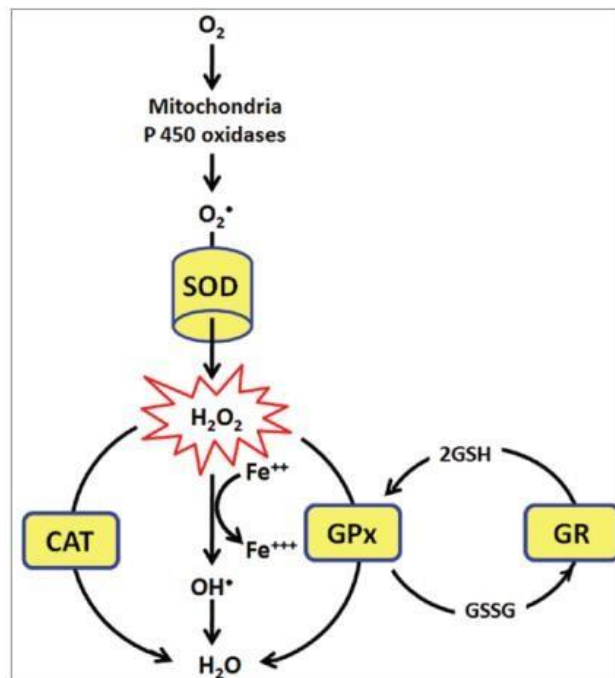 O₂
Mitochondria
P 450 oxidases
O₂•
SOD
H₂O₂
Fe⁺⁺
2GSH
CAT
Fe⁺⁺⁺
GPx
GR
OH•
GSSG
H₂O